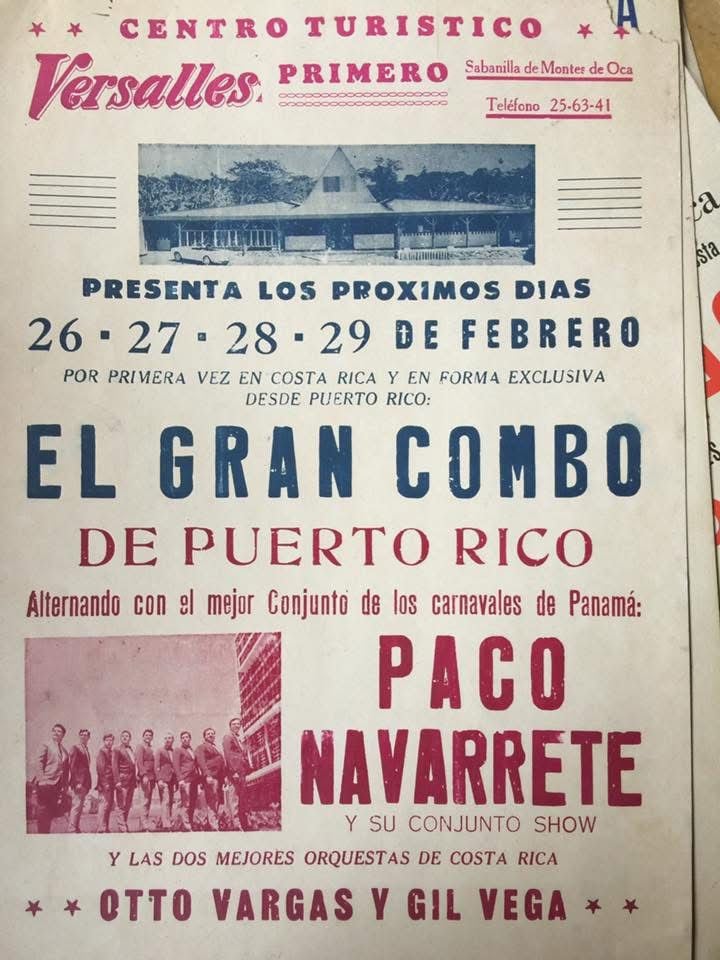 A
CENTRO TURISTICO
Versalles PRIMERO
Sabanilla de Montes de Oca
Teléfono 25-63-41
PRESENTA LOS PROXIMOS DIAS
26 - 27 - 28 - 29 DE FEBRERO
POR PRIMERA VEZ EN COSTA RICA Y EN FORMA EXCLUSIVA
DESDE PUERTO RICO:
EL GRAN COMBO
DE PUERTO RICO
Alternando con el mejor Conjunto de los carnavales de Panamá:
PACO
NAVARRETE
Y SU CONJUNTO SHOW
Y LAS DOS MEJORES ORQUESTAS DE COSTA RICA
OTTO VARGAS Y GIL VEGA